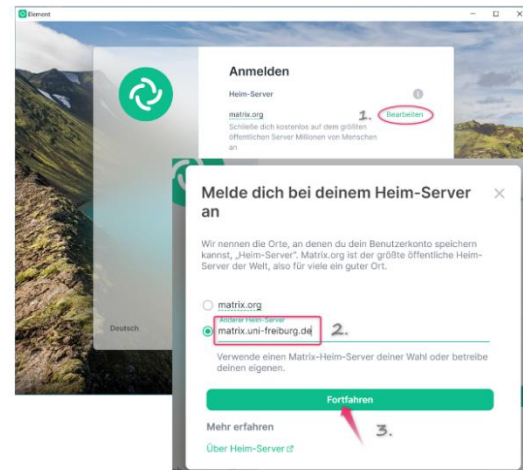 Element
Anmelden
Heim-Server
matrix.org
1.
Bearbeiten
Schließe dich kostenlos auf dem größten
öffentlichen Server Millionen von Menschen
an
Deutsch
Melde dich bei deinem Heim-Server
an
Wir nennen die Orte, an denen du dein Benutzerkonto speichern
kannst, „Heim-Server". Matrix.org ist der größte öffentliche Heim-
Server der Welt, also für viele ein guter Ort.
matrix.org
Anderer Heim-Server
matrix.uni-freiburg.de
2.
Verwende einen Matrix-Heim-Server deiner Wahl oder betreibe
deinen eigenen.
Fortfahren
3.
Mehr erfahren
Über Heim-Server